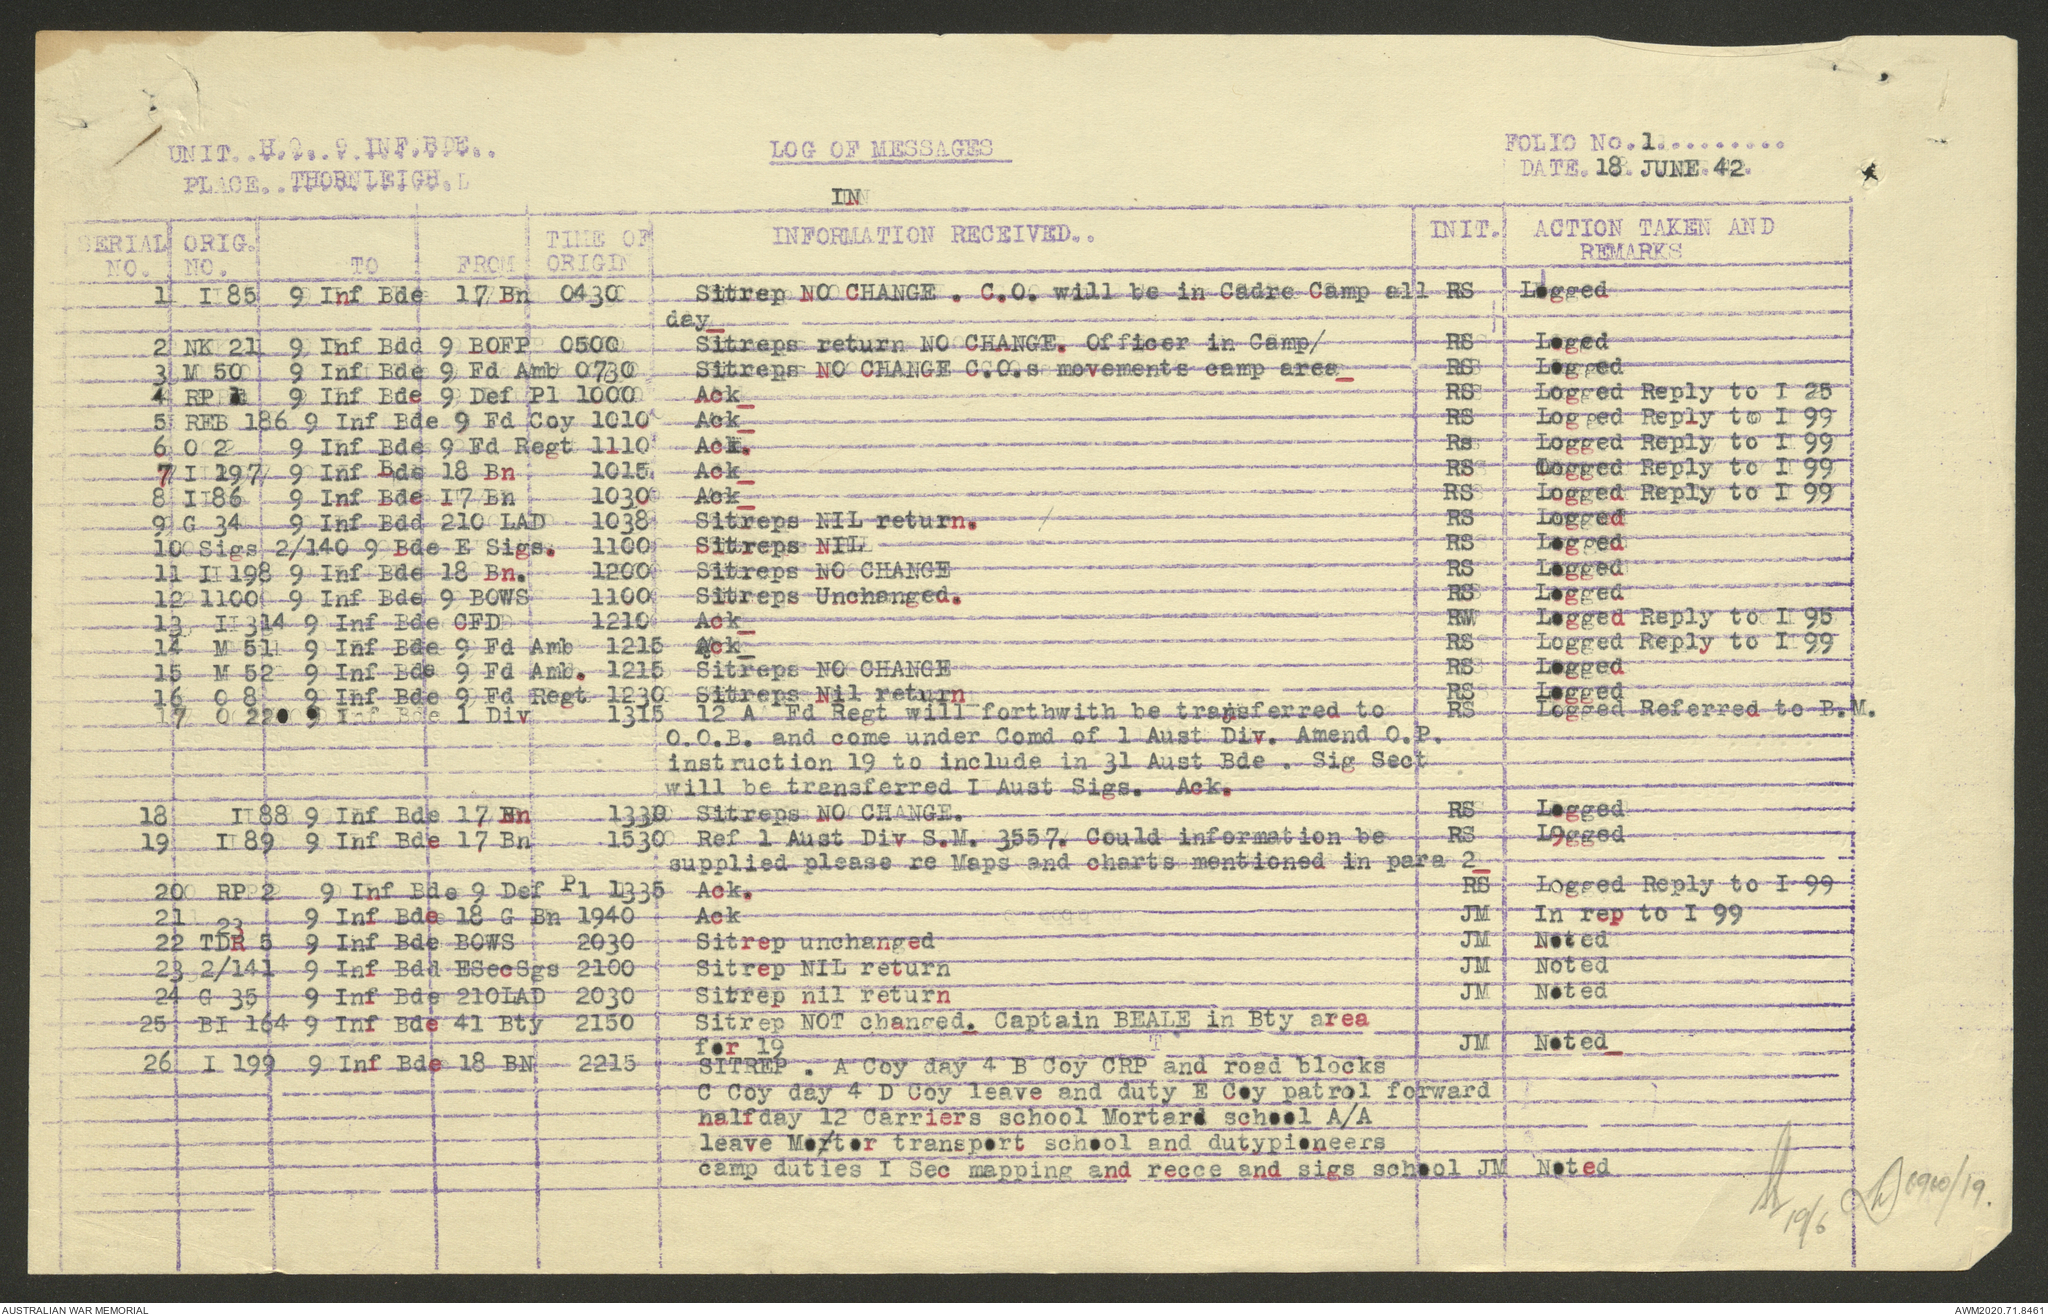 UNIT..H.Q..9 INF.BDE..
PLACE..THORNLEIGH.
LOG OF MESSAGES
IN
FOLIO No.1..........
DATE.18 JUNE.42.
SERIAL NO. ORIG. NO. TO FROM TIME OF ORIGIN INFORMATION RECEIVED.. INIT. ACTION TAKEN AND REMARKS
1 I 85 9 Inf Bde 17 Bn 0430 Sitrep NO CHANGE . C.O. will be in Cadre Camp all RS Logged
day_
2 NK 21 9 Inf Bdd 9 BOFP 0500 Sitreps return NO CHANGE. Officer in Camp/ RS Loged
3 M 50 9 Inf Bde 9 Fd Amb 0730 Sitreps NO CHANGE C.O.s movements camp area_ RS Logged
4 RP 1 9 Inf Bde 9 Def Pl 1000 Ack_ RS Logged Reply to I 25
5 REB 186 9 Inf Bde 9 Fd Coy 1010 Ack_ RS Logged Reply to I 99
6 O 2 9 Inf Bde 9 Fd Regt 1110 Ack. Rs Logged Reply to I 99
7 I 197 9 Inf Bde 18 Bn 1015 Ack_ RS Logged Reply to I 99
8 I 86 9 Inf Bde I7 Bn 1030 Ack_ RS Logged Reply to I 99
9 G 34 9 Inf Bdd 210 LAD 1038 Sitreps NIL return. RS Logged
10 Sigs 2/140 9 Bde E Sigs. 1100 Sitreps NIL RS Logged
11 I 198 9 Inf Bde 18 Bn. 1200 Sitreps NO CHANGE RS Logged
12 1100 9 Inf Bde 9 BOWS 1100 Sitreps Unchanged. RS Logged
13 I 314 9 Inf Bde CFD 1210 Ack_ RW Logged Reply to I 95
14 M 51 9 Inf Bde 9 Fd Amb 1215 Ack_ RS Logged Reply to I 99
15 M 52 9 Inf Bde 9 Fd Amb. 1215 Sitreps NO CHANGE RS Logged
16 O 8 9 Inf Bde 9 Fd Regt 1230 Sitreps Nil return RS Logged
17 O 220 9 Inf Bde 1 Div 1315 12 A Fd Regt will forthwith be transferred to RS Logged Referred to B.M.
O.O.B. and come under Comd of 1 Aust Div. Amend O.P.
instruction 19 to include in 31 Aust Bde . Sig Sect
will be transferred I Aust Sigs. Ack.
18 I 88 9 Inf Bde 17 Bn 1330 Sitreps NO CHANGE. RS Logged
19 I 89 9 Inf Bde 17 Bn 1530 Ref 1 Aust Div S.M. 3557. Could information be RS L9gged
supplied please re Maps and charts mentioned in para 2_
20 RP 2 9 Inf Bde 9 Def Pl 1335 Ack. RS Logged Reply to I 99
21 23 9 Inf Bde 18 G Bn 1940 Ack JM In rep to I 99
22 TDR 5 9 Inf Bde BOWS 2030 Sitrep unchanged JM Noted
23 2/141 9 Inf Bdd ESecSgs 2100 Sitrep NIL return JM Noted
24 G 35 9 Inf Bde 210LAD 2030 Sitrep nil return JM Noted
25 BI 164 9 Inf Bde 41 Bty 2150 Sitrep NOT changed. Captain BEALE in Bty area
for 19 JM Noted_
26 I 199 9 Inf Bde 18 BN 2215 SITREP . A Coy day 4 B Coy CRP and road blocks
C Coy day 4 D Coy leave and duty E Coy patrol forward
halfday 12 Carriers school Mortard school A/A
leave Mo/tor transport school and dutypioneers
camp duties I Sec mapping and recce and sigs school JM Noted
19/6
0900/19.
AUSTRALIAN WAR MEMORIAL
AWM2020.71.8461